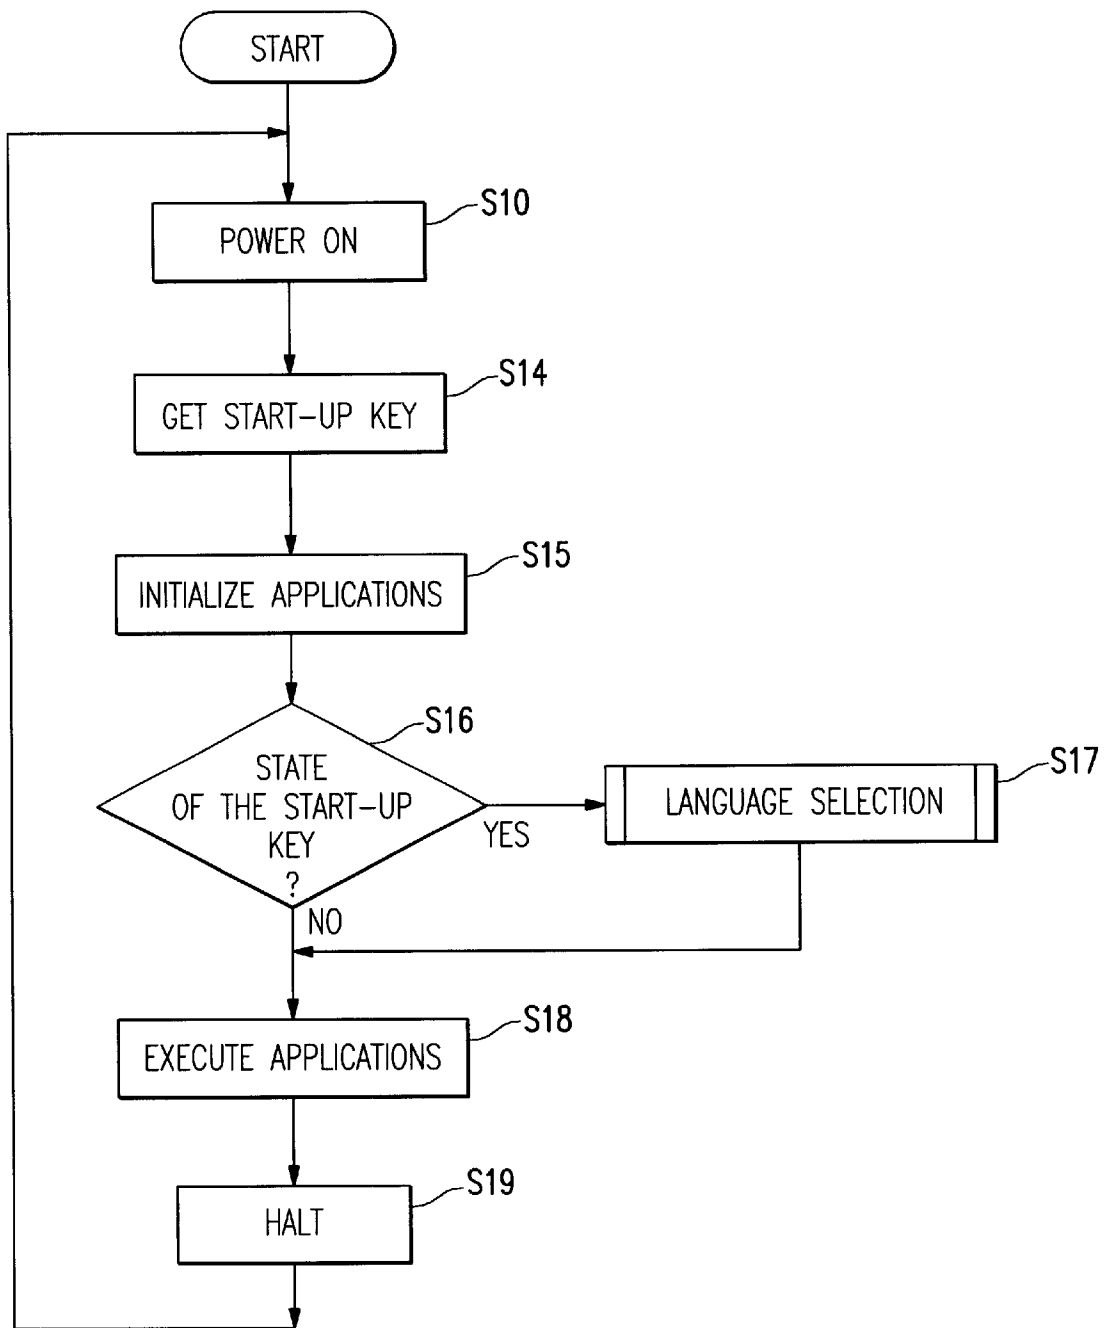 START
S10
POWER ON
S14
GET START-UP KEY
S15
INITIALIZE APPLICATIONS
S16
STATE
OF THE START-UP
KEY
?
YES
S17
LANGUAGE SELECTION
NO
S18
EXECUTE APPLICATIONS
S19
HALT